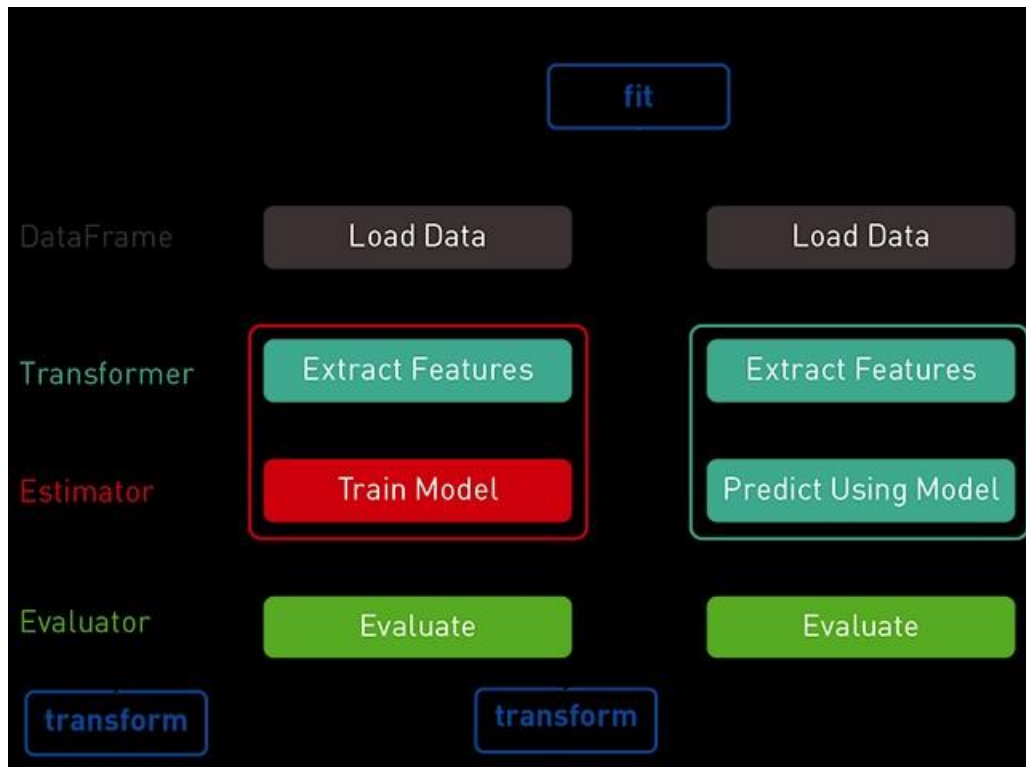 fit
DataFrame Load Data Load Data
Transformer Extract Features Extract Features
Estimator Train Model Predict Using Model
Evaluator Evaluate Evaluate
transform transform